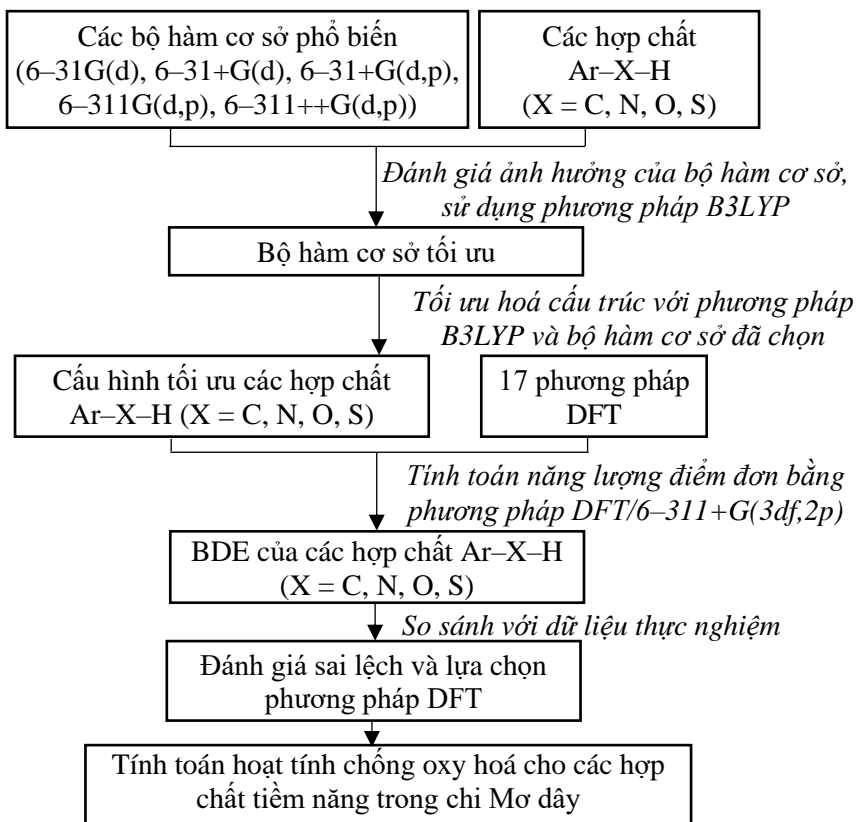 Các bộ hàm cơ sở phổ biến
(6–31G(d), 6–31+G(d), 6–31+G(d,p),
6–311G(d,p), 6–311++G(d,p))
Các hợp chất
Ar–X–H
(X = C, N, O, S)
Đánh giá ảnh hưởng của bộ hàm cơ sở,
sử dụng phương pháp B3LYP
Bộ hàm cơ sở tối ưu
Tối ưu hoá cấu trúc với phương pháp
B3LYP và bộ hàm cơ sở đã chọn
Cấu hình tối ưu các hợp chất
Ar–X–H (X = C, N, O, S)
17 phương pháp
DFT
Tính toán năng lượng điểm đơn bằng
phương pháp DFT/6–311+G(3df,2p)
BDE của các hợp chất Ar–X–H
(X = C, N, O, S)
So sánh với dữ liệu thực nghiệm
Đánh giá sai lệch và lựa chọn
phương pháp DFT
Tính toán hoạt tính chống oxy hoá cho các hợp
chất tiềm năng trong chi Mơ dây